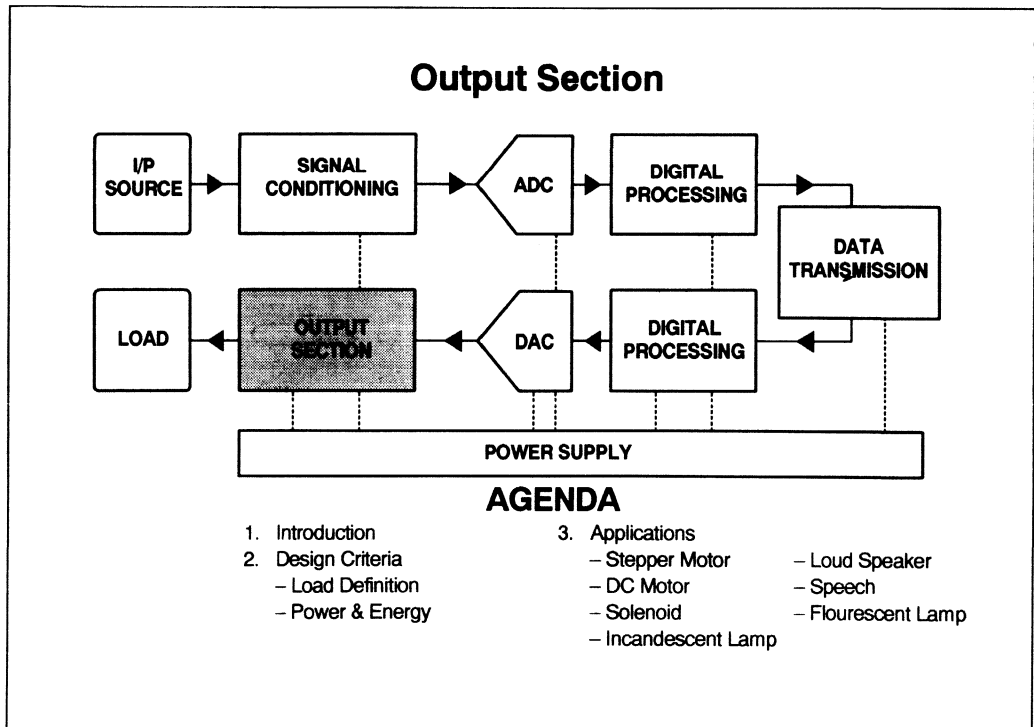 Output Section
I/P
SOURCE
SIGNAL
CONDITIONING
ADC
DIGITAL
PROCESSING
DATA
TRANSMISSION
LOAD
OUTPUT
SECTION
DAC
DIGITAL
PROCESSING
POWER SUPPLY
AGENDA
1. Introduction
2. Design Criteria
– Load Definition
– Power & Energy
3. Applications
– Stepper Motor
– DC Motor
– Solenoid
– Incandescent Lamp
– Loud Speaker
– Speech
– Flourescent Lamp